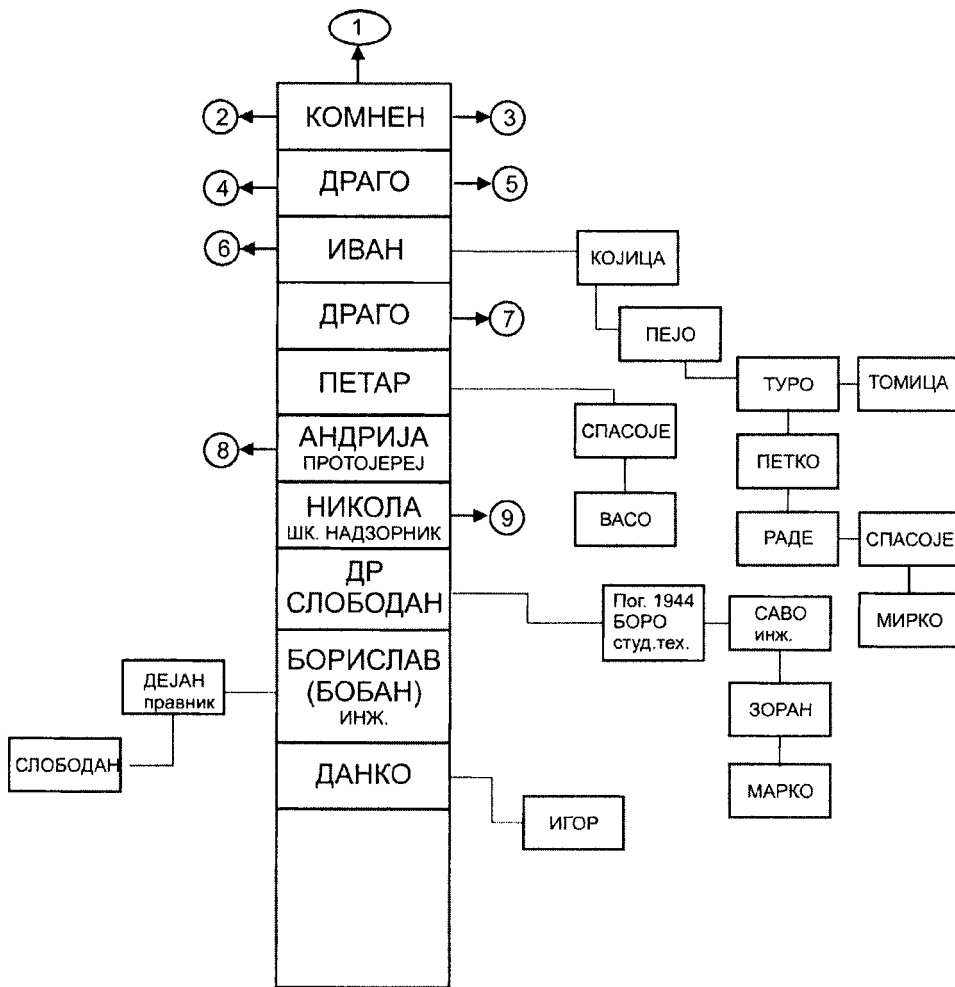 1
2
КОМНЕН
3
4
ДРАГО
5
6
ИВАН
КОЈИЦА
ДРАГО
7
ПЕЈО
ПЕТАР
ТУРО
ТОМИЦА
8
АНДРИЈА
ПРОТОЈЕРЕЈ
СПАСОЈЕ
ПЕТКО
НИКОЛА
ШК. НАДЗОРНИК
9
ВАСО
РАДЕ
СПАСОЈЕ
ДР
СЛОБОДАН
Пог. 1944
БОРО
студ.тех.
САВО
инж.
МИРКО
ДЕЈАН
правник
БОРИСЛАВ
(БОБАН)
ИНЖ.
ЗОРАН
СЛОБОДАН
ДАНКО
МАРКО
ИГОР